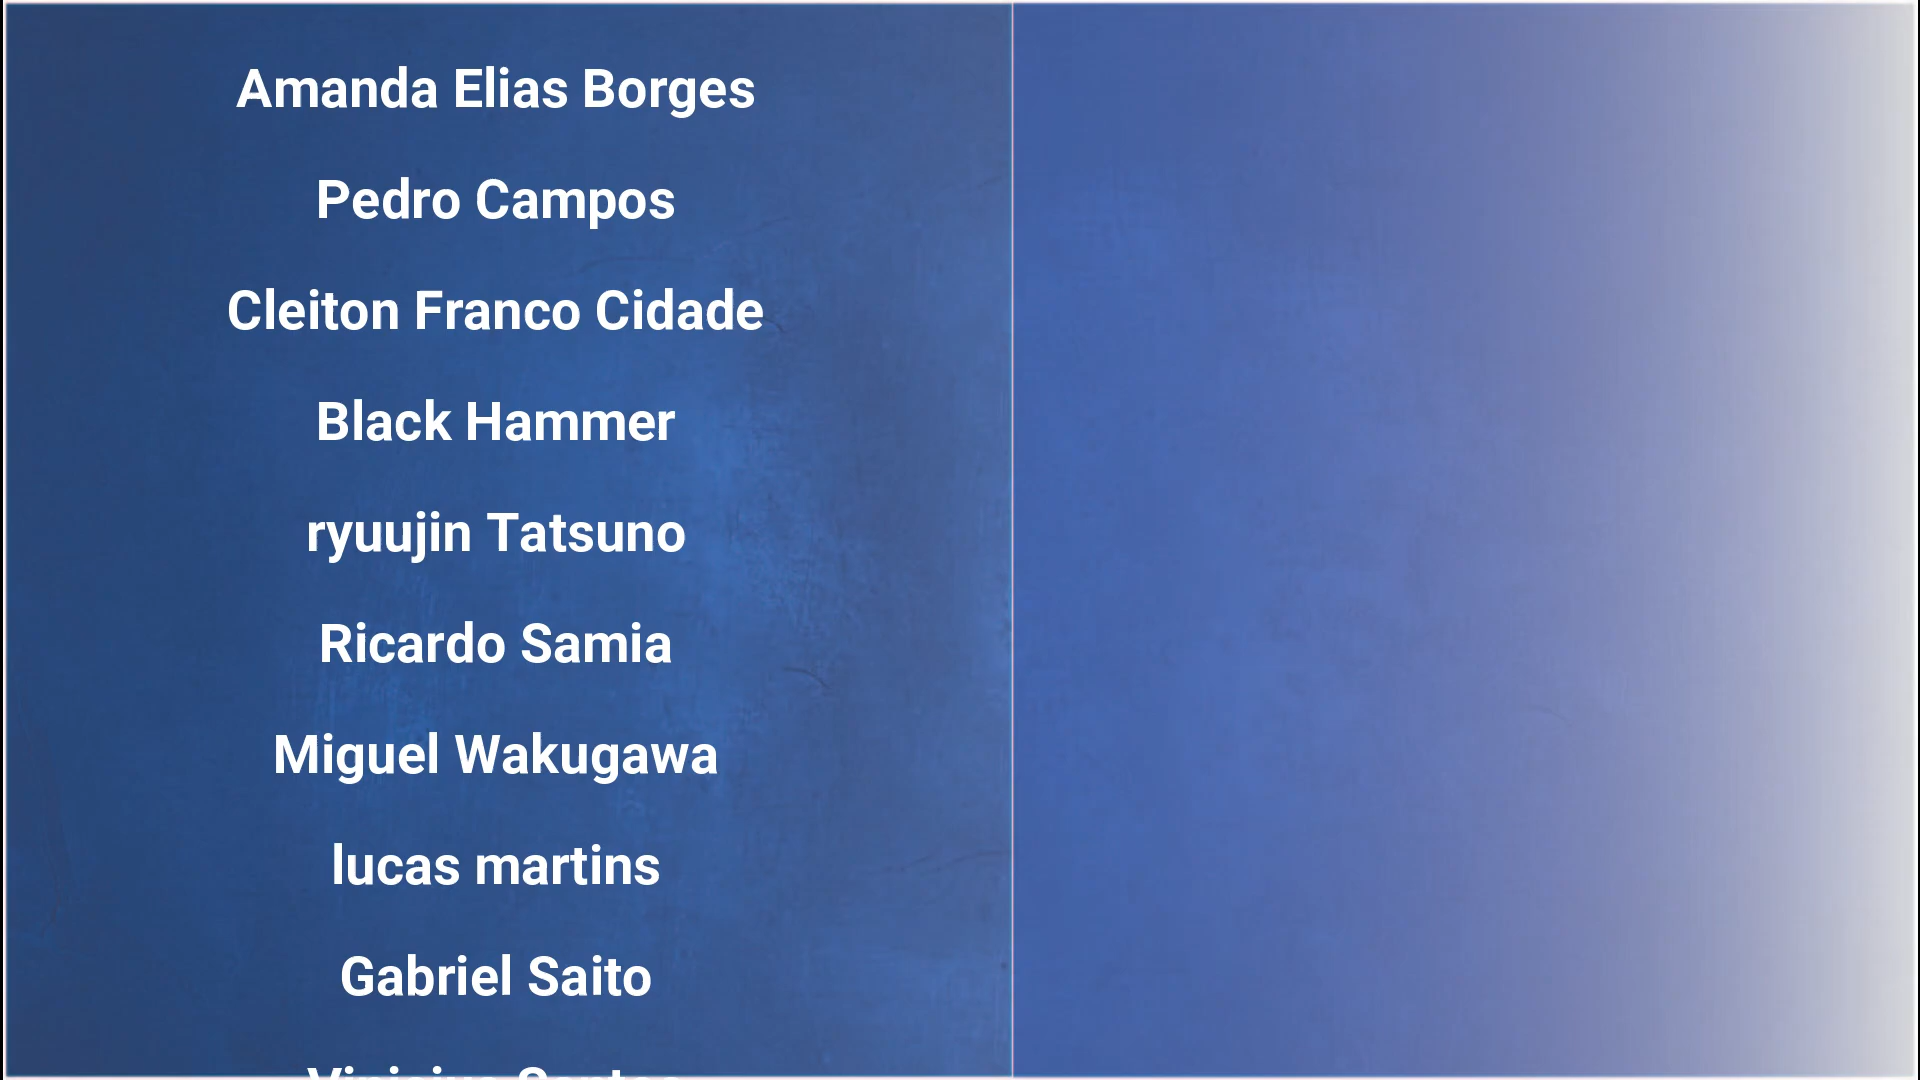 Amanda Elias Borges
Pedro Campos
Cleiton Franco Cidade
Black Hammer
ryuujin Tatsuno
Ricardo Samia
Miguel Wakugawa
lucas martins
Gabriel Saito